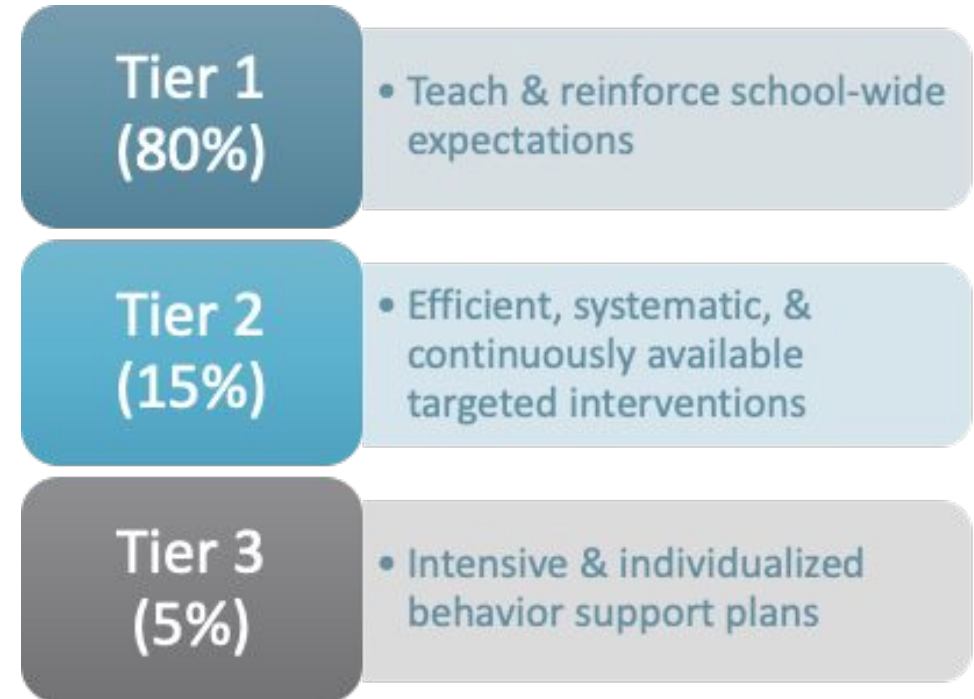 Tier 1
(80%)
• Teach & reinforce school-wide
expectations
Tier 2
(15%)
• Efficient, systematic, &
continuously available
targeted interventions
Tier 3
(5%)
• Intensive & individualized
behavior support plans